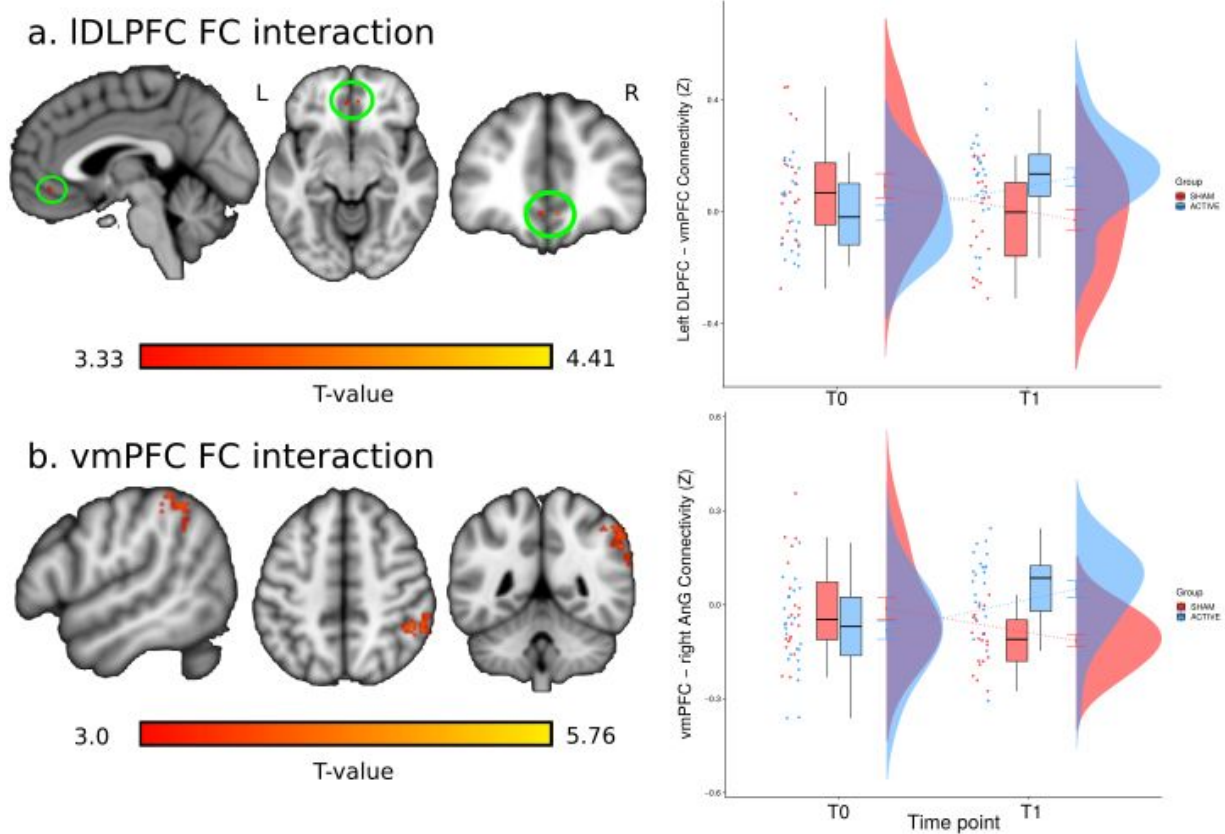 a. lDLPFC FC interaction
L
R
3.33
4.41
T-value
Left DLPFC − vmPFC Connectivity (Z)
0.4
0.0
−0.4
T0
T1
Group
SHAM
ACTIVE
b. vmPFC FC interaction
3.0
5.76
T-value
vmPFC − right AnG Connectivity (Z)
0.6
0.3
0.0
−0.3
−0.6
T0
T1
Time point
Group
SHAM
ACTIVE